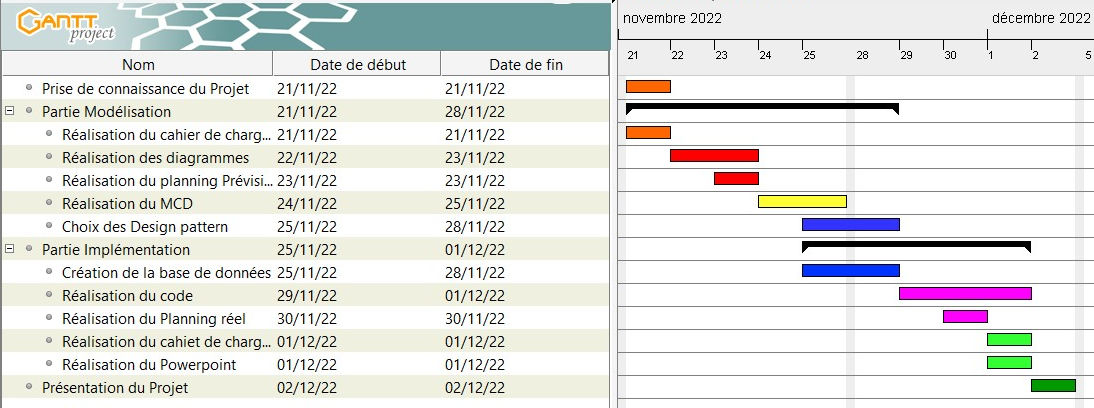 GANTT project
novembre 2022 décembre 2022
21 22 23 24 25 28 29 30 1 2 5
Nom Date de début Date de fin
Prise de connaissance du Projet 21/11/22 21/11/22
Partie Modélisation 21/11/22 28/11/22
Réalisation du cahier de charg... 21/11/22 21/11/22
Réalisation des diagrammes 22/11/22 23/11/22
Réalisation du planning Prévisi... 23/11/22 23/11/22
Réalisation du MCD 24/11/22 25/11/22
Choix des Design pattern 25/11/22 28/11/22
Partie Implémentation 25/11/22 01/12/22
Création de la base de données 25/11/22 28/11/22
Réalisation du code 29/11/22 01/12/22
Réalisation du Planning réel 30/11/22 30/11/22
Réalisation du cahiet de charg... 01/12/22 01/12/22
Réalisation du Powerpoint 01/12/22 01/12/22
Présentation du Projet 02/12/22 02/12/22